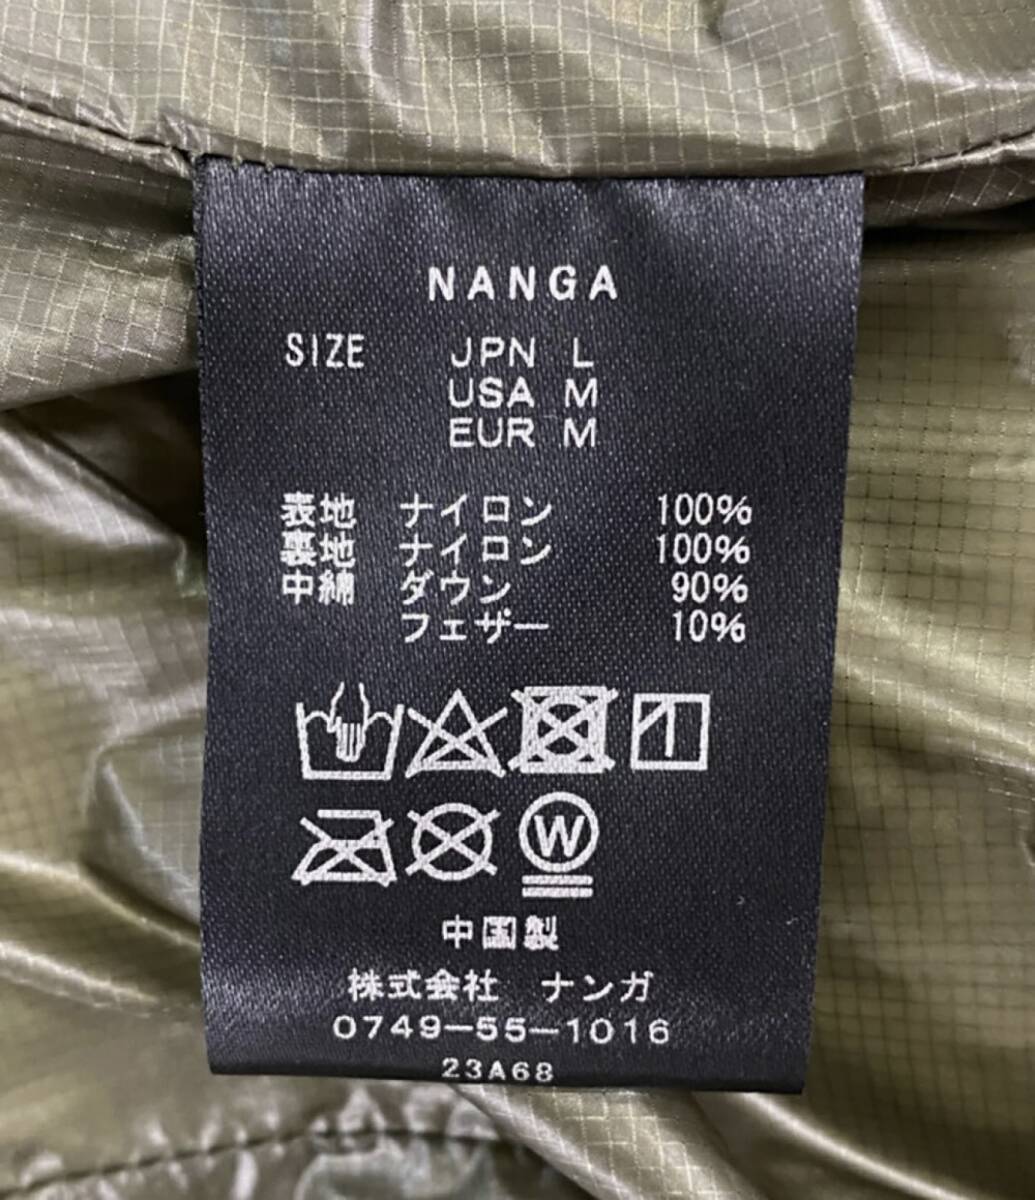 NANGA
SIZE JPN L
USA M
EUR M
表地 ナイロン 100%
裏地 ナイロン 100%
中綿 ダウン 90%
フェザー 10%
W
中国製
株式会社 ナンガ
0749-55-1016
23A68